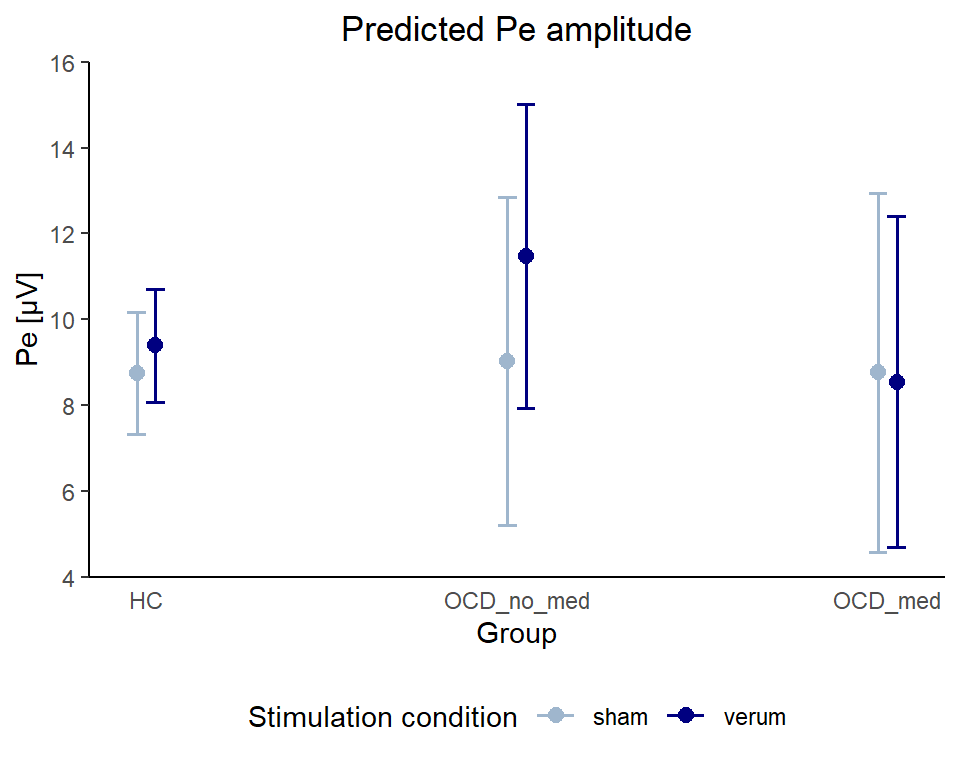 Predicted Pe amplitude
16
14
12
10
8
6
4
Pe [µV]
HC OCD_no_med OCD_med
Group
Stimulation condition sham verum